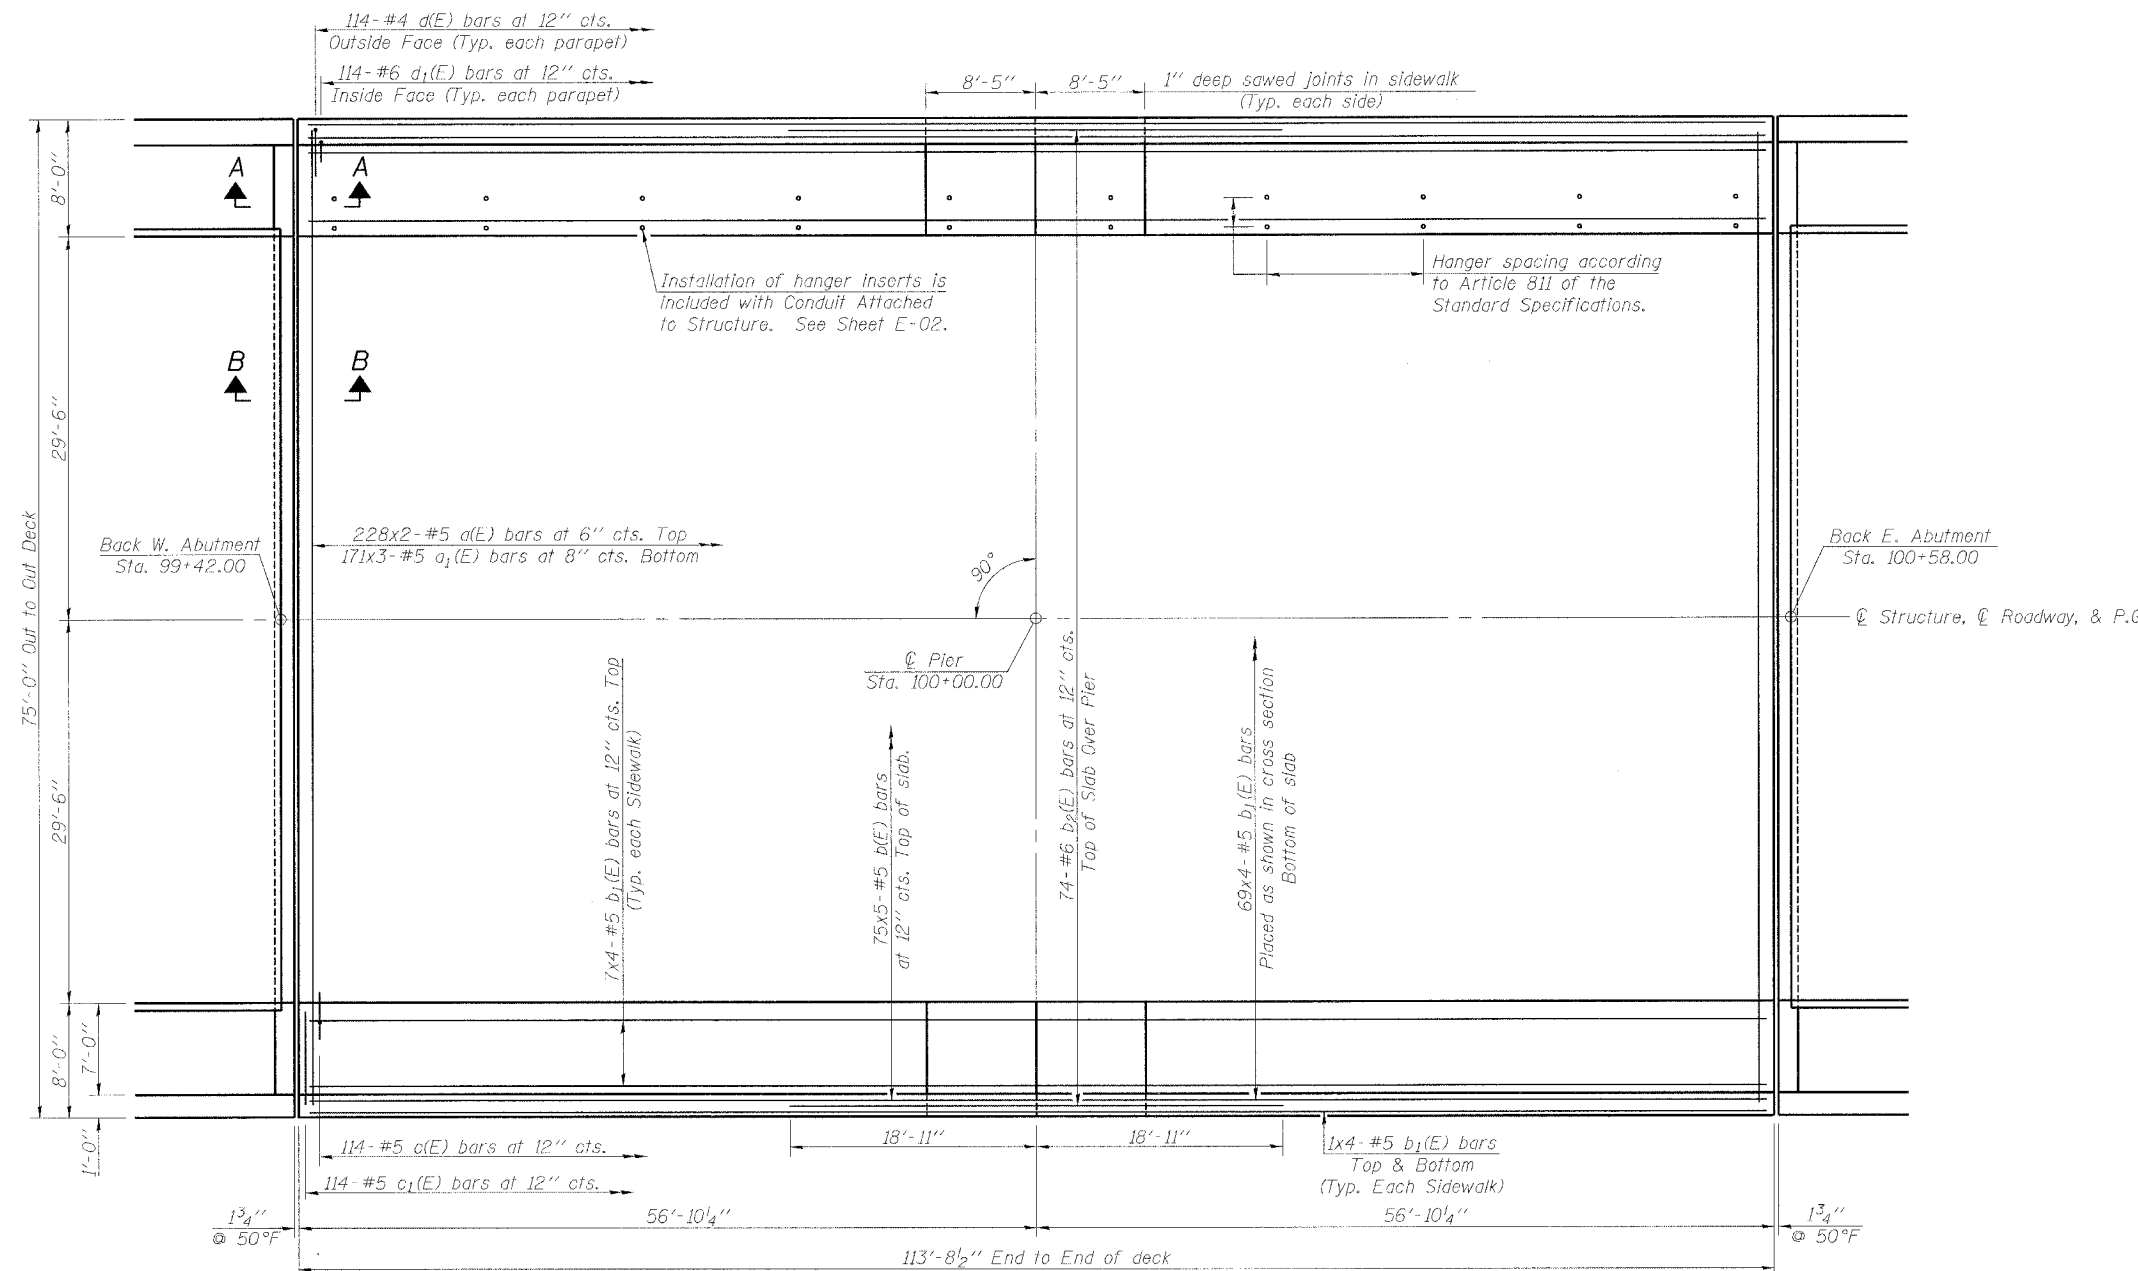 114-#4 d(E) bars at 12" cts.
Outside Face (Typ. each parapet)
114-#6 d₁(E) bars at 12" cts.
Inside Face (Typ. each parapet)
8'-5"
8'-5"
1" deep sawed joints in sidewalk
(Typ. each side)
A
A
8'-0"
Installation of hanger inserts is
included with Conduit Attached
to Structure. See Sheet E-02.
Hanger spacing according
to Article 811 of the
Standard Specifications.
B
B
29'-6"
75'-0" Out to Out Deck
Back W. Abutment
Sta. 99+42.00
228x2-#5 a(E) bars at 6" cts. Top
171x3-#5 a₁(E) bars at 8" cts. Bottom
90°
Back E. Abutment
Sta. 100+58.00
℄ Structure, ℄ Roadway, & P.G
℄ Pier
Sta. 100+00.00
7x4-#5 b₁(E) bars at 12" cts. Top
(Typ. each Sidewalk)
75x5-#5 b(E) bars
at 12" cts. Top of slab.
74-#6 b₂(E) bars at 12" cts.
Top of Slab Over Pier
69x4-#5 b₁(E) bars
Placed as shown in cross section
Bottom of slab
29'-6"
8'-0"
7'-0"
1'-0"
114-#5 c(E) bars at 12" cts.
114-#5 c₁(E) bars at 12" cts.
18'-11"
18'-11"
1x4-#5 b₁(E) bars
Top & Bottom
(Typ. Each Sidewalk)
1¾"
@ 50°F
56'-10¼"
56'-10¼"
1¾"
@ 50°F
113'-8½" End to End of deck